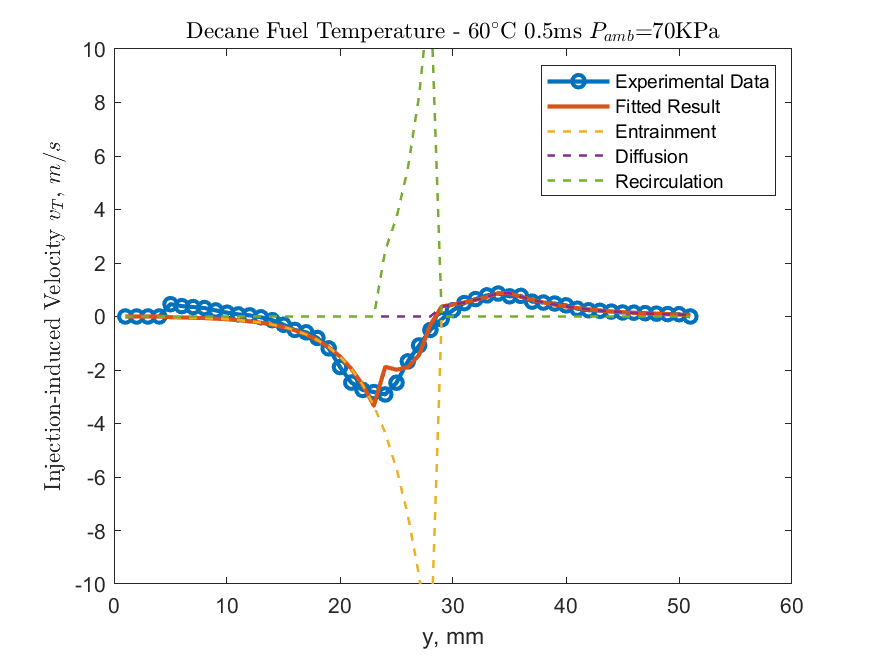 Decane Fuel Temperature - 60°C 0.5ms P_amb=70KPa
10
8
6
4
2
0
-2
-4
-6
-8
-10
Injection-induced Velocity v_T, m/s
Experimental Data
Fitted Result
Entrainment
Diffusion
Recirculation
0 10 20 30 40 50 60
y, mm